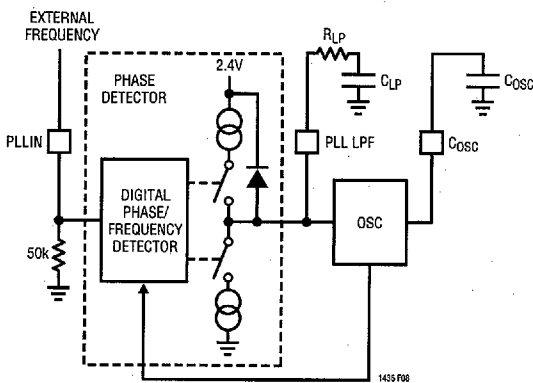 EXTERNAL
FREQUENCY
PHASE
DETECTOR
2.4V
RLP
CLP
COSC
PLLIN
PLL LPF
COSC
DIGITAL
PHASE/
FREQUENCY
DETECTOR
OSC
50k
1435 F08